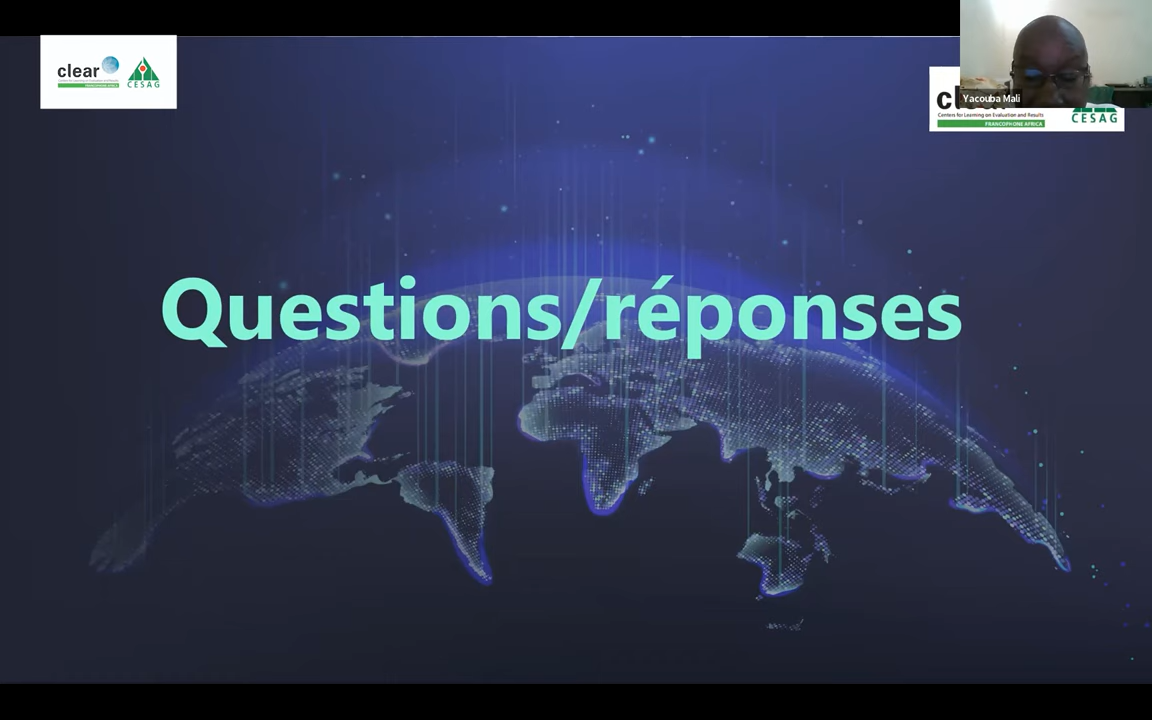 clear
CESAG
Yacouba Mali
Centers for Learning on Evaluation and Results
FRANCOPHONE AFRICA
CESAG
Questions/réponses